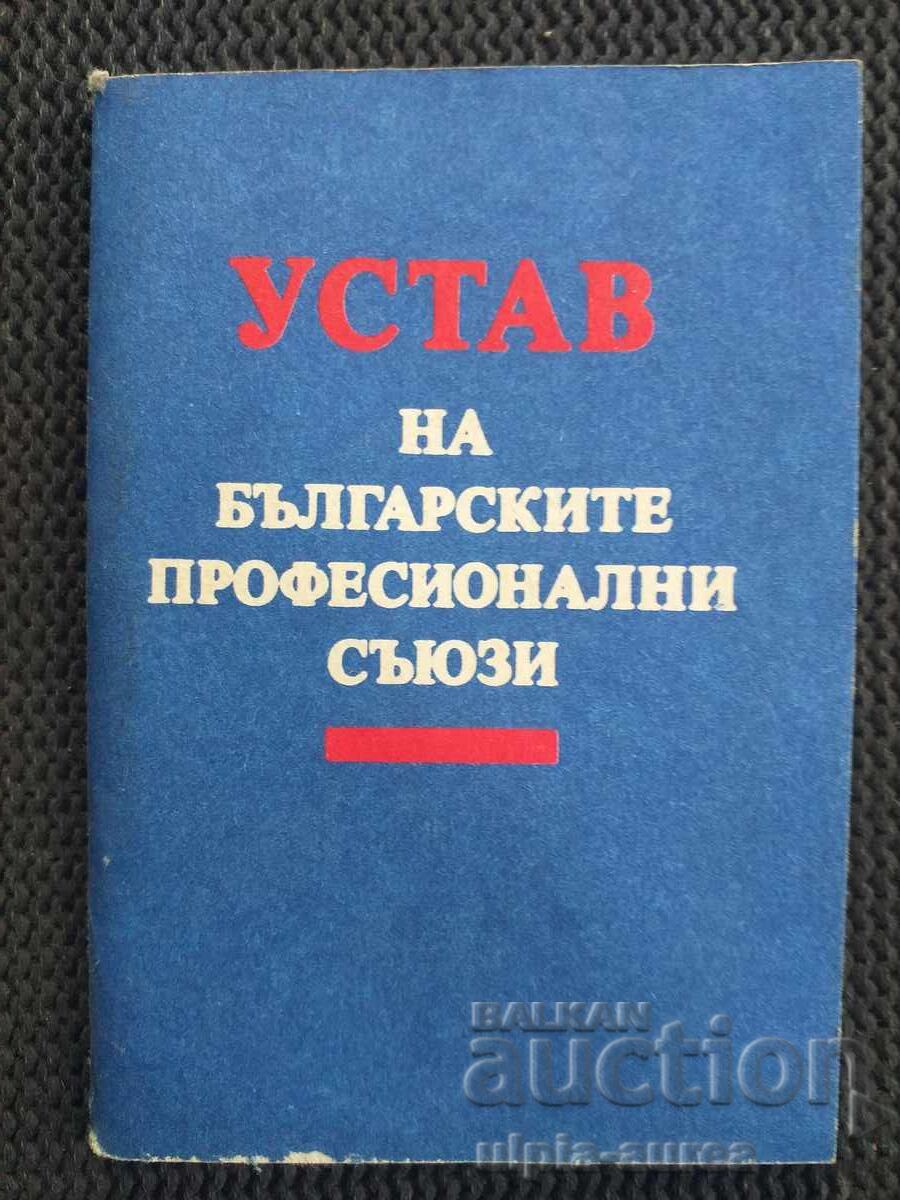 УСТАВ
НА
БЪЛГАРСКИТЕ
ПРОФЕСИОНАЛНИ
СЪЮЗИ
BALKAN
auction
ulpia-aurea